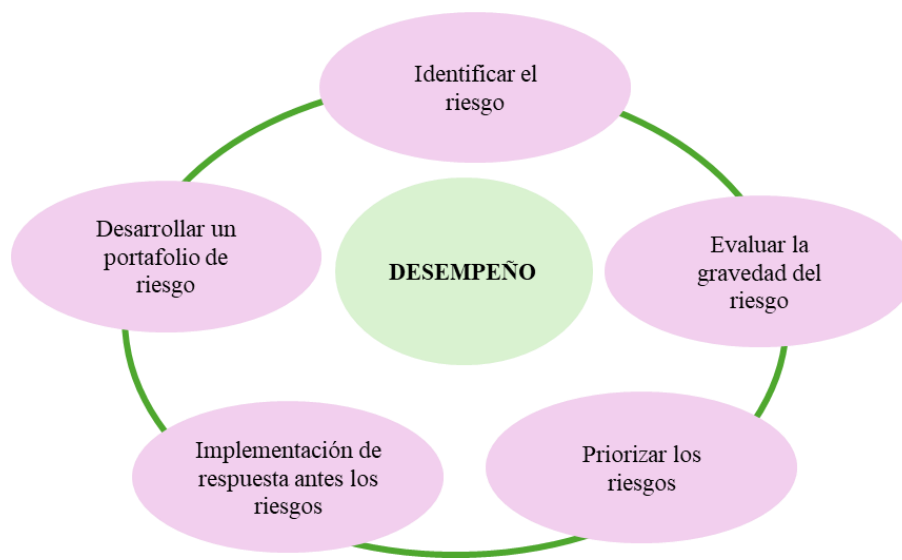 Identificar el
riesgo
Evaluar la
gravedad del
riesgo
Priorizar los
riesgos
Implementación de
respuesta antes los
riesgos
Desarrollar un
portafolio de
riesgo
DESEMPEÑO